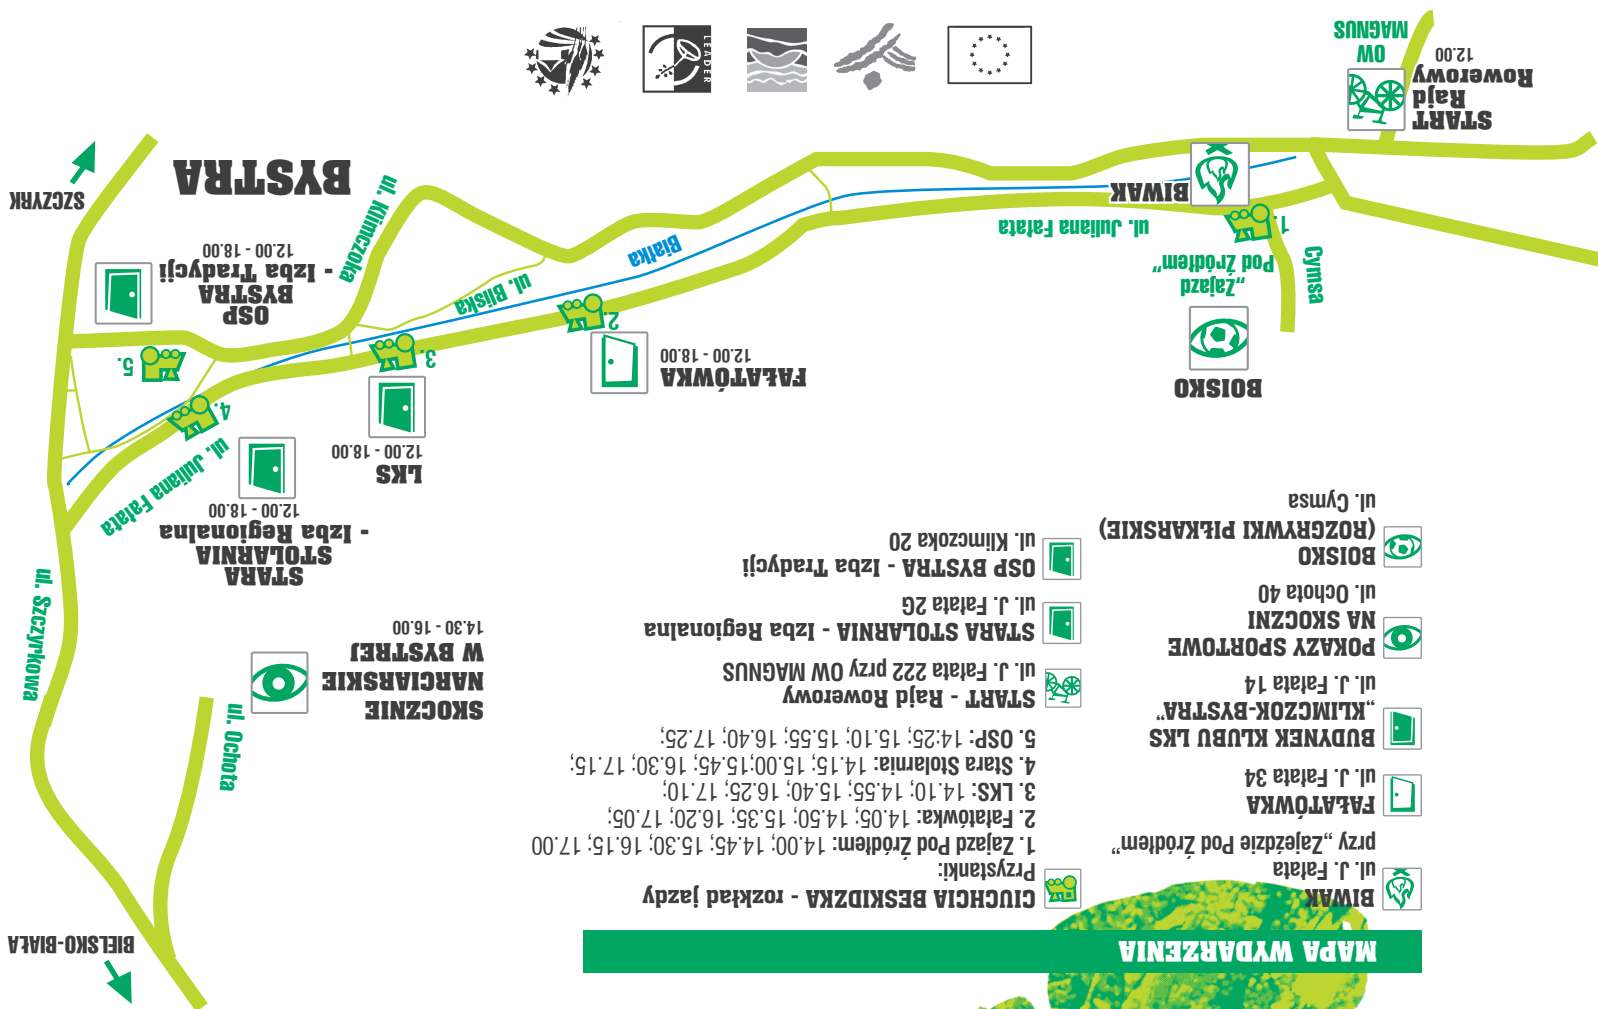 MAPA WYDARZENIA
BIWAK
ul. J. Fałata
przy „Zajeździe Pod Źródłem”
FAŁATÓWKA
ul. J. Fałata 34
BUDYNEK KLUBU LKS
„KLIMCZOK-BYSTRA”
ul. J. Fałata 14
POKAZY SPORTOWE
NA SKOCZNI
ul. Ochota 40
BOISKO
(ROZGRYWKI PIŁKARSKIE)
ul. Cymsa
CIUCHCIA BESKIDZKA - rozkład jazdy
Przystanki:
1. Zajazd Pod Źródłem: 14.00; 14.45; 15.30; 16.15; 17.00
2. Fałatówka: 14.05; 14.50; 15.35; 16.20; 17.05;
3. LKS: 14.10; 14.55; 15.40; 16.25; 17.10;
4. Stara Stolarnia: 14.15; 15.00;15.45; 16.30; 17.15;
5. OSP: 14:25; 15.10; 15.55; 16.40; 17.25;
START - Rajd Rowerowy
ul. J. Fałata 222 przy OW MAGNUS
STARA STOLARNIA - Izba Regionalna
ul. J. Fałata 2G
OSP BYSTRA - Izba Tradycji
ul. Klimczoka 20
BIELSKO-BIAŁA
ul. Ochota
SKOCZNIE
NARCIARSKIE
W BYSTREJ
14.30 - 16.00
ul. Szczyrkowa
STARA
STOLARNIA
- Izba Regionalna
12.00 - 18.00
ul. Juliana Fałata
4.
LKS
12.00 - 18.00
3.
5.
FAŁATÓWKA
12.00 - 18.00
2.
BOISKO
„Zajazd
Pod Źródłem”
Cymsa
1.
ul. Juliana Fałata
BIWAK
Białka
ul. Bliska
ul. Klimczoka
OSP
BYSTRA
- Izba Tradycji
12.00 - 18.00
SZCZYRK
BYSTRA
START
Rajd
Rowerowy
12.00
OW
MAGNUS
LEADER